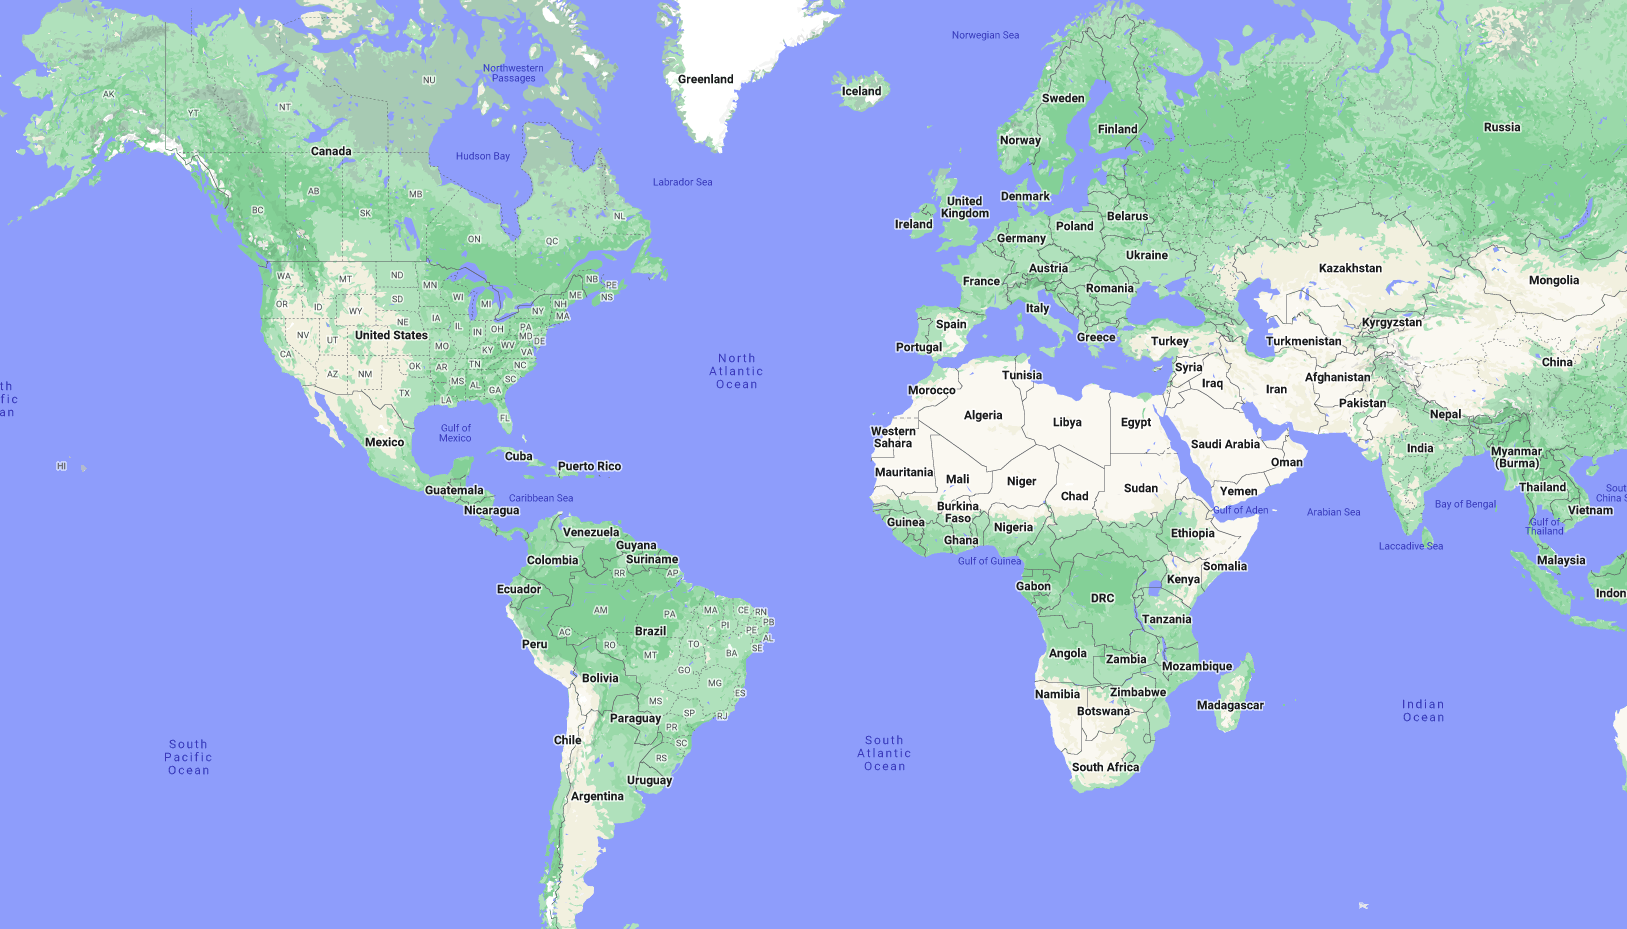 Norwegian Sea
Northwestern
Passages
NU
Greenland
Iceland
AK
NT
YT
Sweden
Finland
Russia
Norway
Canada
Hudson Bay
Labrador Sea
AB
MB
BC
SK
NL
ON
QC
United
Kingdom
Ireland
Denmark
Belarus
Poland
Germany
Ukraine
Austria
France
Romania
Italy
Kazakhstan
Mongolia
WA
MT
ND
MN
OR
ID
WY
SD
WI
MI
NB
PE
ME
NS
NH
MA
NY
NV
UT
NE
IA
IL
IN
OH
PA
MD
DE
United States
CA
MO
KY
WV
VA
AZ
NM
OK
AR
TN
NC
TX
MS
AL
GA
SC
LA
FL
Spain
Portugal
Greece
Turkey
Kyrgyzstan
Turkmenistan
China
North
Atlantic
Ocean
th
fic
an
Tunisia
Morocco
Syria
Iraq
Iran
Afghanistan
Pakistan
Nepal
Algeria
Libya
Egypt
Western
Sahara
Saudi Arabia
Oman
India
Myanmar
(Burma)
Gulf of
Mexico
Mexico
HI
Cuba
Puerto Rico
Guatemala
Caribbean Sea
Nicaragua
Mauritania
Mali
Niger
Chad
Sudan
Yemen
Gulf of Aden
Arabian Sea
Bay of Bengal
Thailand
Sout
China S
Vietnam
Gulf of
Thailand
Burkina
Faso
Guinea
Nigeria
Ghana
Ethiopia
Gulf of Guinea
Laccadive Sea
Malaysia
Somalia
Kenya
Gabon
DRC
Indon
Tanzania
Venezuela
Guyana
Suriname
Colombia
RR
AP
Ecuador
AM
PA
MA
CE
RN
PB
PI
PE
AL
SE
AC
Brazil
Peru
RO
TO
BA
MT
GO
Bolivia
MG
ES
MS
SP
RJ
Paraguay
PR
SC
Chile
RS
Uruguay
Argentina
Angola
Zambia
Mozambique
Namibia
Zimbabwe
Botswana
Madagascar
South Africa
Indian
Ocean
South
Pacific
Ocean
South
Atlantic
Ocean